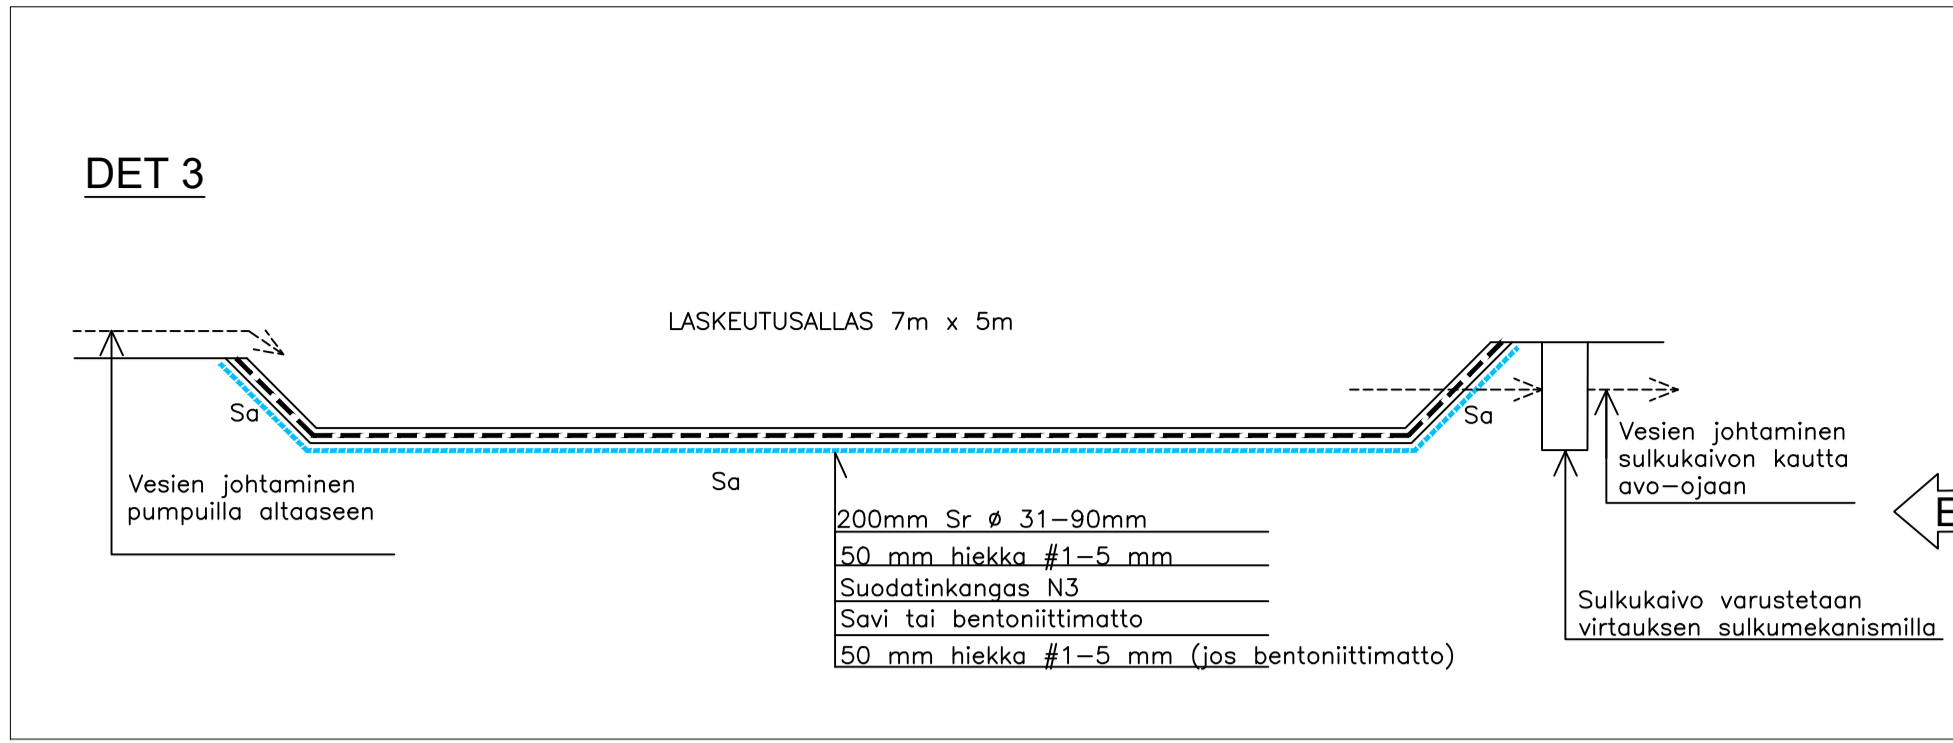 DET 3
LASKEUTUSALLAS 7m x 5m
Sa
Sa
Sa
Vesien johtaminen
pumpuilla altaaseen
200mm Sr ø 31-90mm
50 mm hiekka #1-5 mm
Suodatinkangas N3
Savi tai bentoniittimatto
50 mm hiekka #1-5 mm (jos bentoniittimatto)
Vesien johtaminen
sulkukaivon kautta
avo-ojaan
Sulkukaivo varustetaan
virtauksen sulkumekanismilla